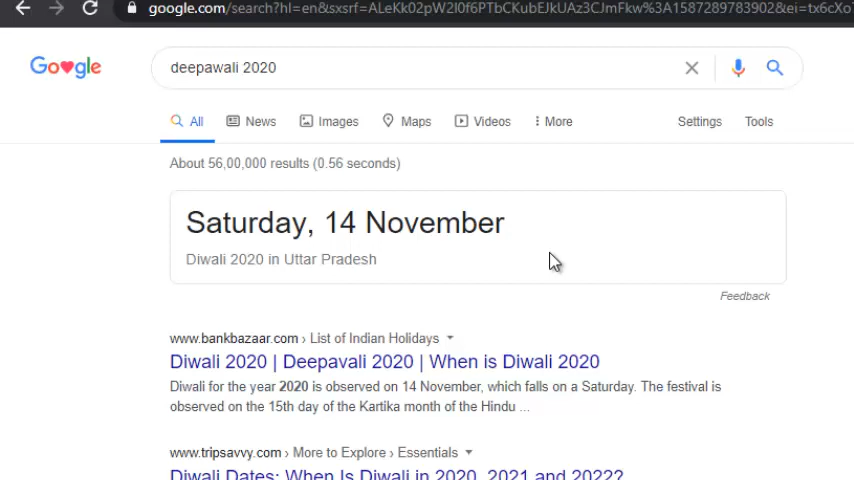 google.com/search?hl=en&sxsrf=ALeKk02pW2I0f6PTbCKubEJkUAz3CJmFkw%3A1587289783902&ei=tx6cXo
Google
deepawali 2020
All News Images Maps Videos More Settings Tools
About 56,00,000 results (0.56 seconds)
Saturday, 14 November
Diwali 2020 in Uttar Pradesh
Feedback
www.bankbazaar.com › List of Indian Holidays
Diwali 2020 | Deepavali 2020 | When is Diwali 2020
Diwali for the year 2020 is observed on 14 November, which falls on a Saturday. The festival is
observed on the 15th day of the Kartika month of the Hindu ...
www.tripsavvy.com › More to Explore › Essentials
Diwali Dates: When Is Diwali in 2020, 2021 and 2022?